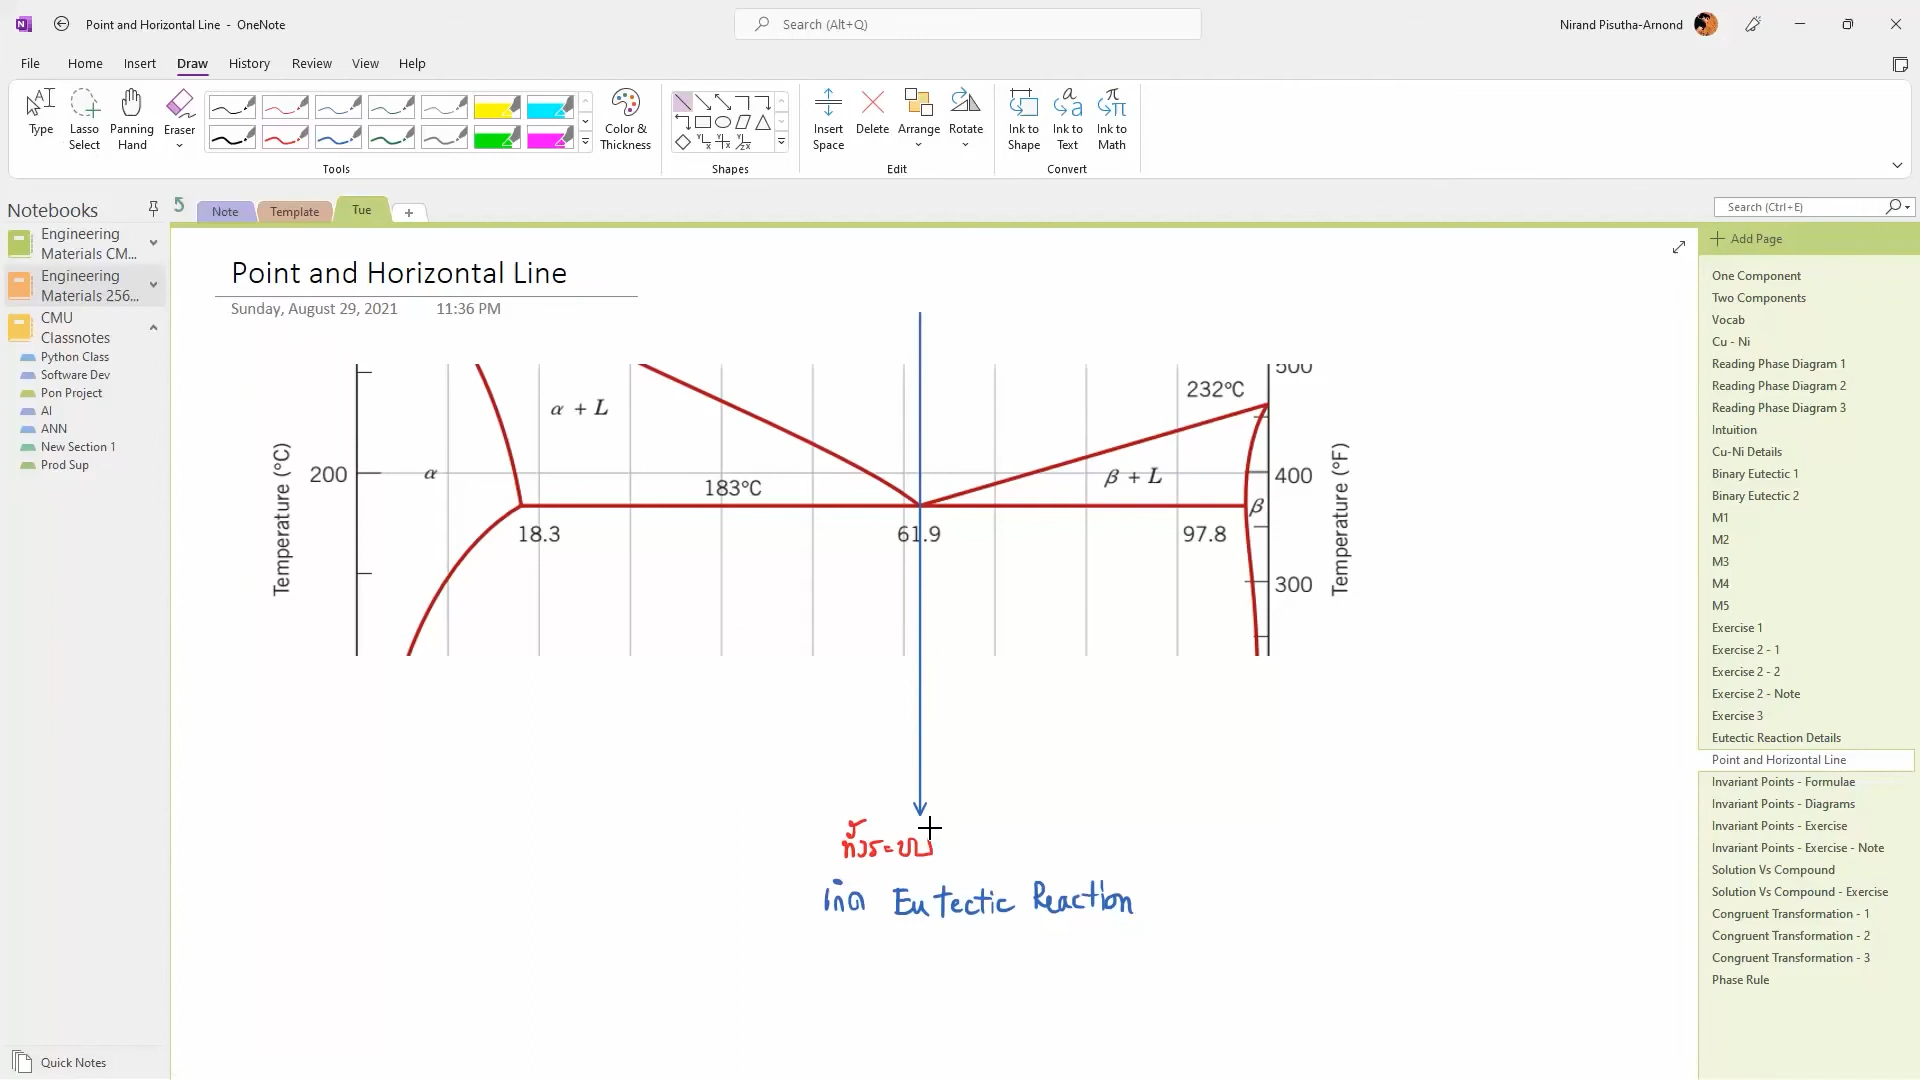 Point and Horizontal Line - OneNote
Search (Alt+Q)
Nirand Pisutha-Arnond
File Home Insert Draw History Review View Help
Type
Lasso Select
Panning Hand
Eraser
Color & Thickness
Insert Space
Delete
Arrange
Rotate
Ink to Shape
Ink to Text
Ink to Math
Tools
Shapes
Edit
Convert
Notebooks
Engineering
Materials CM...
Engineering
Materials 256...
CMU
Classnotes
Python Class
Software Dev
Pon Project
AI
ANN
New Section 1
Prod Sup
Quick Notes
Note Template Tue
Search (Ctrl+E)
Point and Horizontal Line
Sunday, August 29, 2021 11:36 PM
500
232°C
α + L
Temperature (°C)
200
α
183°C
β + L
400
β
18.3
61.9
97.8
300
Temperature (°F)
ทั้งระบบ
เกิด Eutectic Reaction
Add Page
One Component
Two Components
Vocab
Cu - Ni
Reading Phase Diagram 1
Reading Phase Diagram 2
Reading Phase Diagram 3
Intuition
Cu-Ni Details
Binary Eutectic 1
Binary Eutectic 2
M1
M2
M3
M4
M5
Exercise 1
Exercise 2 - 1
Exercise 2 - 2
Exercise 2 - Note
Exercise 3
Eutectic Reaction Details
Point and Horizontal Line
Invariant Points - Formulae
Invariant Points - Diagrams
Invariant Points - Exercise
Invariant Points - Exercise - Note
Solution Vs Compound
Solution Vs Compound - Exercise
Congruent Transformation - 1
Congruent Transformation - 2
Congruent Transformation - 3
Phase Rule